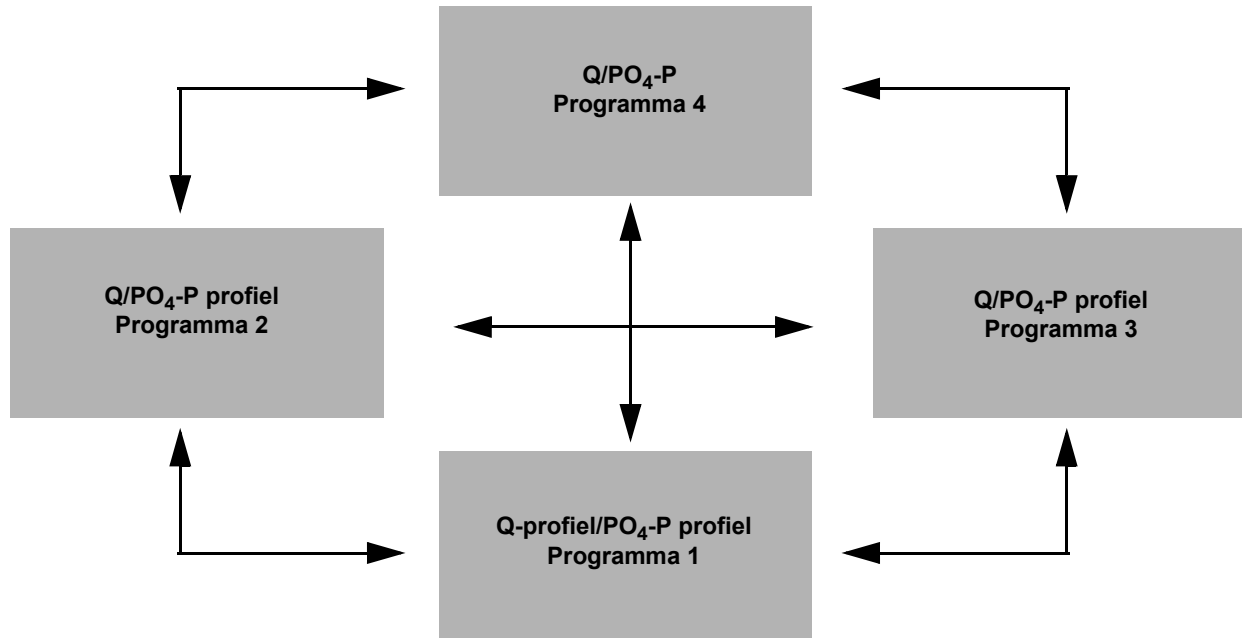 Q/PO₄-P
Programma 4
Q/PO₄-P profiel
Programma 2
Q/PO₄-P profiel
Programma 3
Q-profiel/PO₄-P profiel
Programma 1